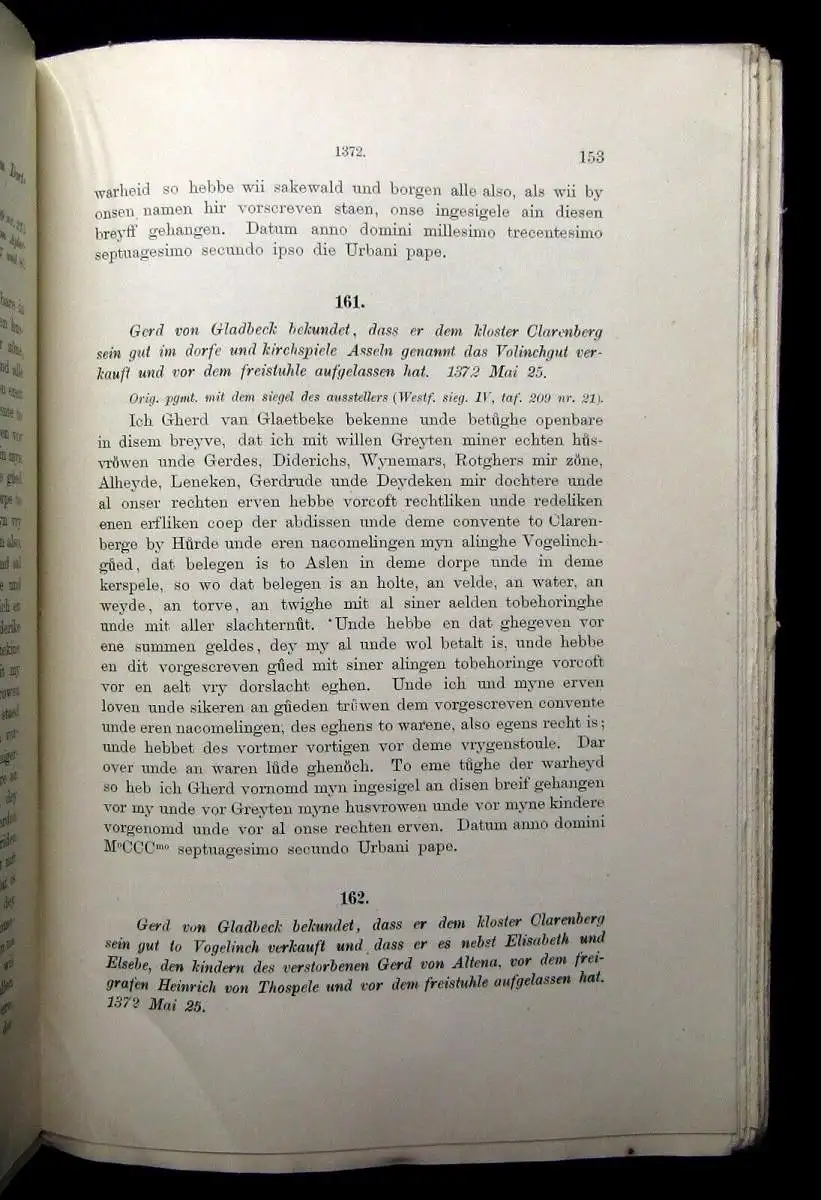 1372.
153
warheid so hebbe wii sakewald und borgen alle also, als wii by
onsen namen hir vorscreven staen, onse ingesigele ain diesen
breyff gehangen. Datum anno domini millesimo trecentesimo
septuagesimo secundo ipso die Urbani pape.
161.
Gerd von Gladbeck bekundet, dass er dem kloster Clarenberg
sein gut im dorfe und kirchspiele Asseln genannt das Volinchgut ver-
kauft und vor dem freistuhle aufgelassen hat. 1372 Mai 25.
Orig. pgmt. mit dem siegel des ausstellers (Westf. sieg. IV, taf. 209 nr. 21).
Ich Gherd van Glaetbeke bekenne unde betůghe openbare
in disem breyve, dat ich mit willen Greyten miner echten hůs-
vrȫwen unde Gerdes, Diderichs, Wynemars, Rotghers mir zȫne,
Alheyde, Leneken, Gerdrude unde Deydeken mir dochtere unde
al onser rechten erven hebbe vorcoft rechtliken unde redeliken
enen erfliken coep der abdissen unde deme convente to Claren-
berge by Hůrde unde eren nacomelingen myn alinghe Vogelinch-
gůed, dat belegen is to Aslen in deme dorpe unde in deme
kerspele, so wo dat belegen is an holte, an velde, an water, an
weyde, an torve, an twighe mit al siner aelden tobehoringhe
unde mit aller slachternůt. Unde hebbe en dat ghegeven vor
ene summen geldes, dey my al unde wol betalt is, unde hebbe
en dit vorgescreven gůed mit siner alingen tobehoringe vorcoft
vor en aelt vry dorslacht eghen. Unde ich und myne erven
loven unde sikeren an gůeden trůwen dem vorgescreven convente
unde eren nacomelingen, des eghens to warene, also egens recht is;
unde hebbet des vortmer vortigen vor deme vrygenstoule. Dar
over unde an waren lůde ghenȫch. To eme tůghe der warheyd
so heb ich Gherd vornomd myn ingesigel an disen breif gehangen
vor my unde vor Greyten myne husvrowen unde vor myne kindere
vorgenomd unde vor al onse rechten erven. Datum anno domini
MºCCCᵐᵒ septuagesimo secundo Urbani pape.
162.
Gerd von Gladbeck bekundet, dass er dem kloster Clarenberg
sein gut to Vogelinch verkauft und dass er es nebst Elisabeth und
Elsebe, den kindern des verstorbenen Gerd von Altena, vor dem frei-
grafen Heinrich von Thospele und vor dem freistuhle aufgelassen hat.
1372 Mai 25.